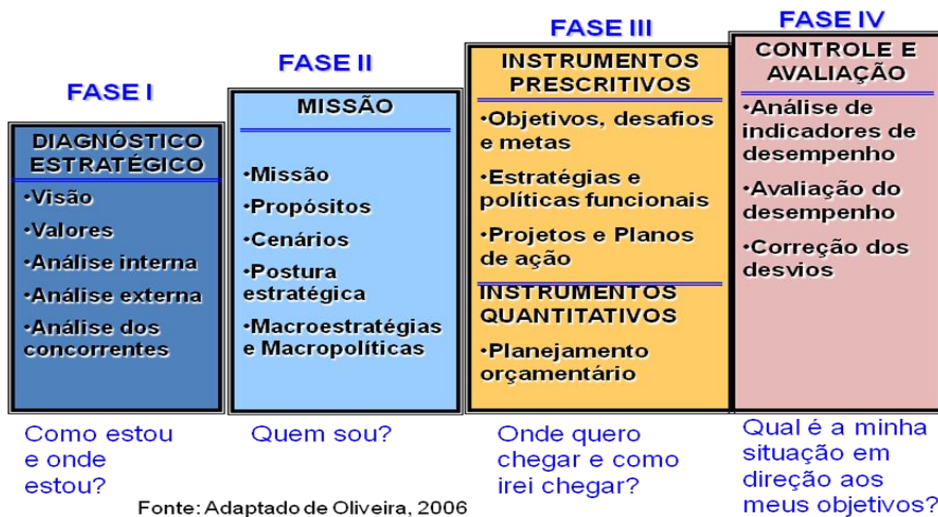 FASE I
DIAGNÓSTICO
ESTRATÉGICO
•Visão
•Valores
•Análise interna
•Análise externa
•Análise dos
concorrentes
Como estou
e onde
estou?
FASE II
MISSÃO
•Missão
•Propósitos
•Cenários
•Postura
estratégica
•Macroestratégias
e Macropolíticas
Quem sou?
FASE III
INSTRUMENTOS
PRESCRITIVOS
•Objetivos, desafios
e metas
•Estratégias e
políticas funcionais
•Projetos e Planos
de ação
INSTRUMENTOS
QUANTITATIVOS
•Planejamento
orçamentário
Onde quero
chegar e como
irei chegar?
FASE IV
CONTROLE E
AVALIAÇÃO
•Análise de
indicadores de
desempenho
•Avaliação do
desempenho
•Correção dos
desvios
Qual é a minha
situação em
direção aos
meus objetivos?
Fonte: Adaptado de Oliveira, 2006